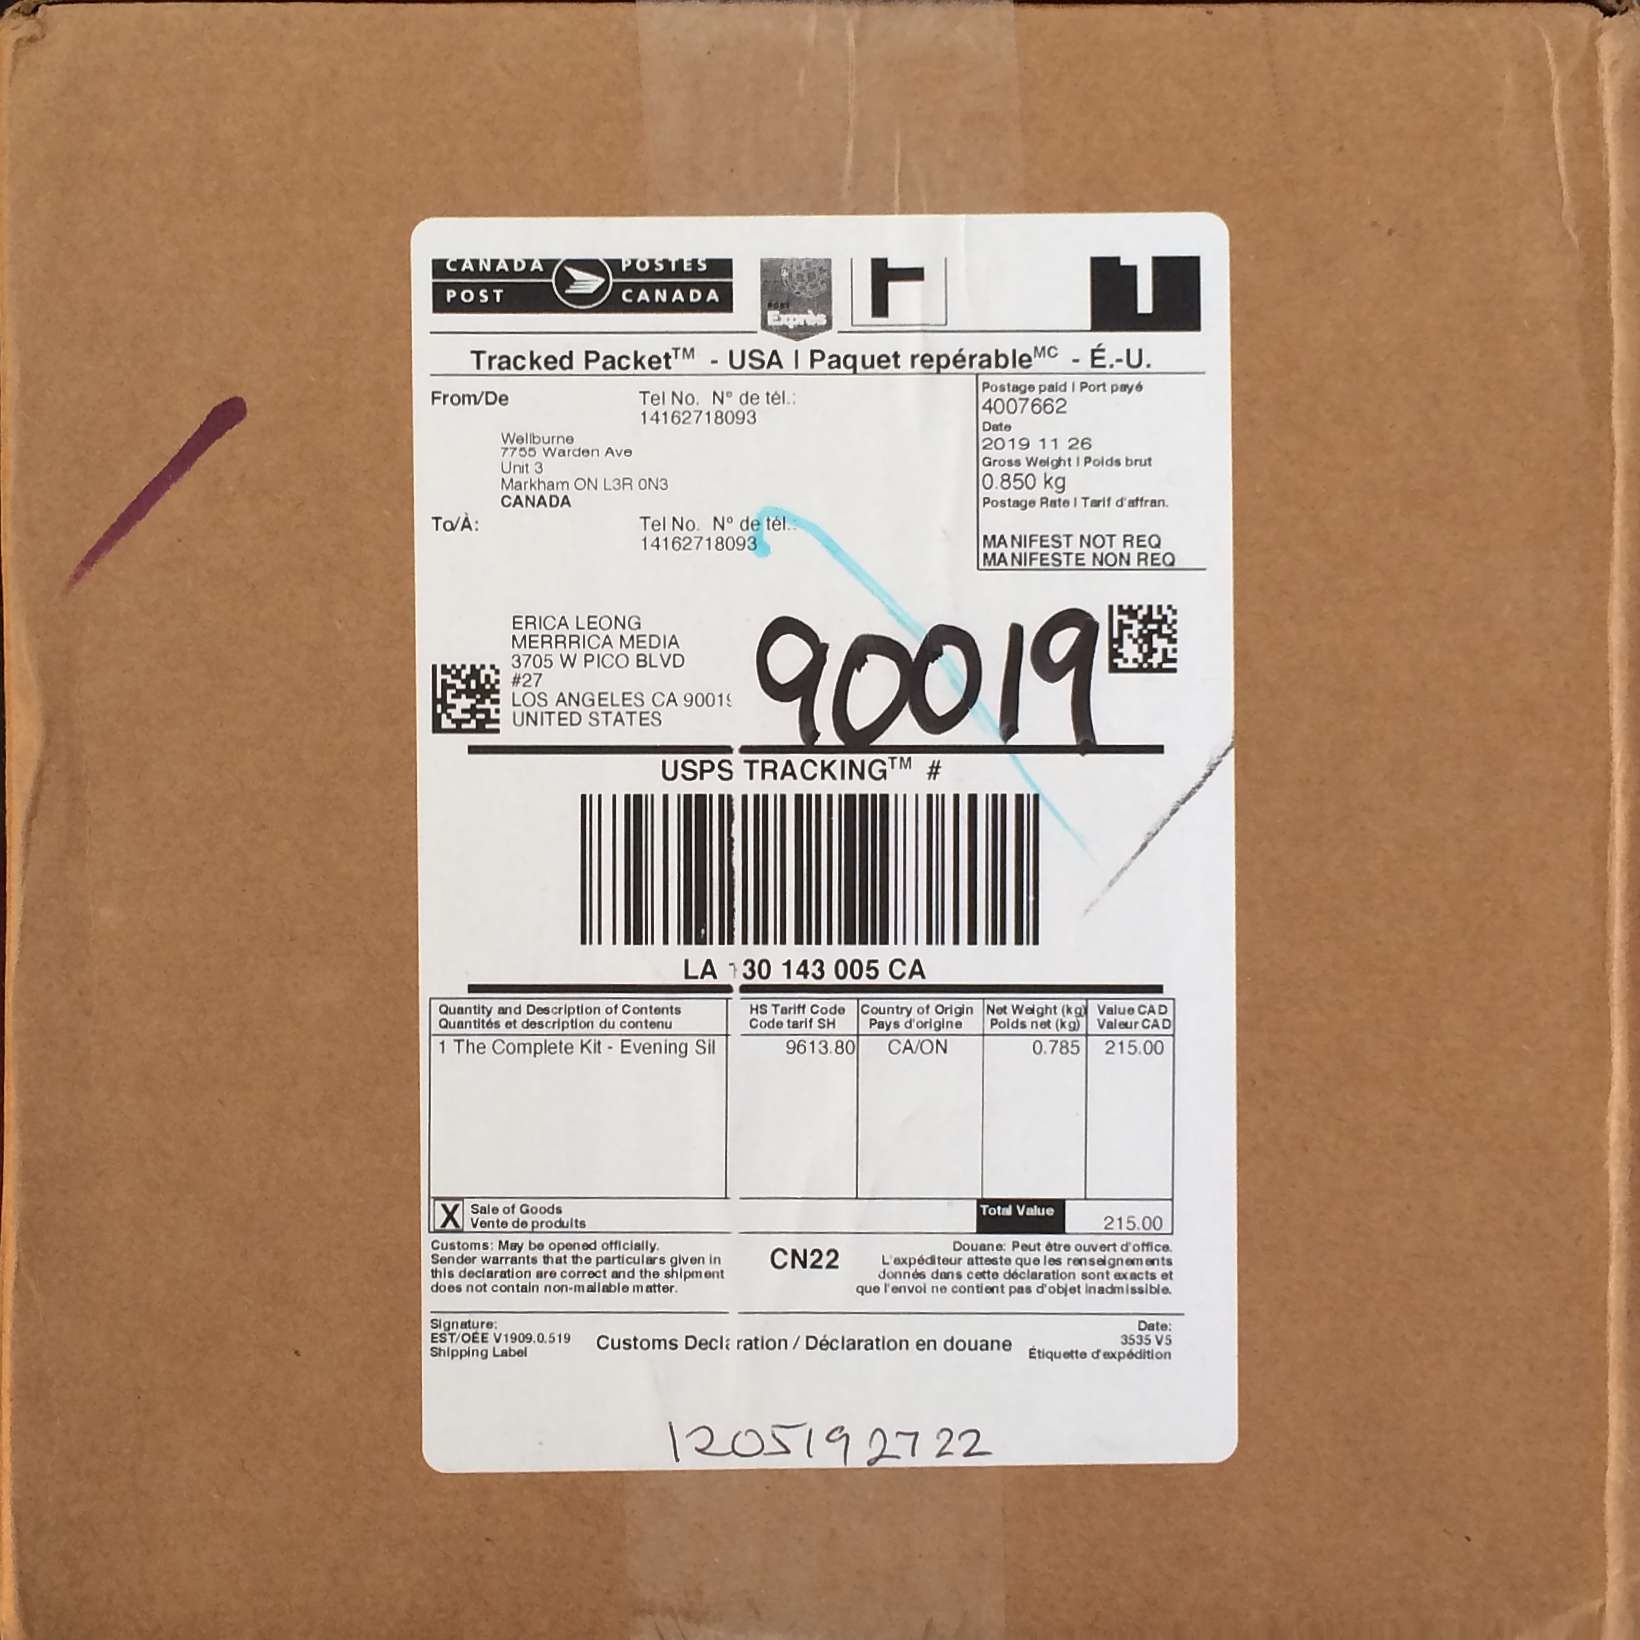 CANADA POSTES
POST CANADA
Exprès
1
Tracked Packet™ - USA | Paquet repérable MC - É.-U.
From/De
Tel No. N° de tél.:
14162718093
Wellburne
7755 Warden Ave
Unit 3
Markham ON L3R 0N3
CANADA
Postage paid | Port payé
4007662
Date
2019 11 26
Gross Weight | Poids brut
0.850 kg
Postage Rate | Tarif d'affran.
MANIFEST NOT REQ
MANIFESTE NON REQ
To/À:
Tel No. N° de tél.:
14162718093
ERICA LEONG
MERRRICA MEDIA
3705 W PICO BLVD
#27
LOS ANGELES CA 90019
UNITED STATES
90019
USPS TRACKING™ #
LA 30 143 005 CA
Quantity and Description of Contents
Quantités et description du contenu
HS Tariff Code
Code tarif SH
Country of Origin
Pays d'origine
Net Weight (kg)
Poids net (kg)
Value CAD
Valeur CAD
1 The Complete Kit - Evening Sil 9613.80 CA/ON 0.785 215.00
X Sale of Goods
Vente de produits
Total Value
215.00
Customs: May be opened officially.
Sender warrants that the particulars given in
this declaration are correct and the shipment
does not contain non-mailable matter.
CN22
Douane: Peut être ouvert d'office.
L'expéditeur atteste que les renseignements
donnés dans cette déclaration sont exacts et
que l'envoi ne contient pas d'objet inadmissible.
Signature:
EST/OEE V1909.0.519
Shipping Label
Customs Declaration / Déclaration en douane
Date:
3535 V5
Étiquette d'expédition
1205192722